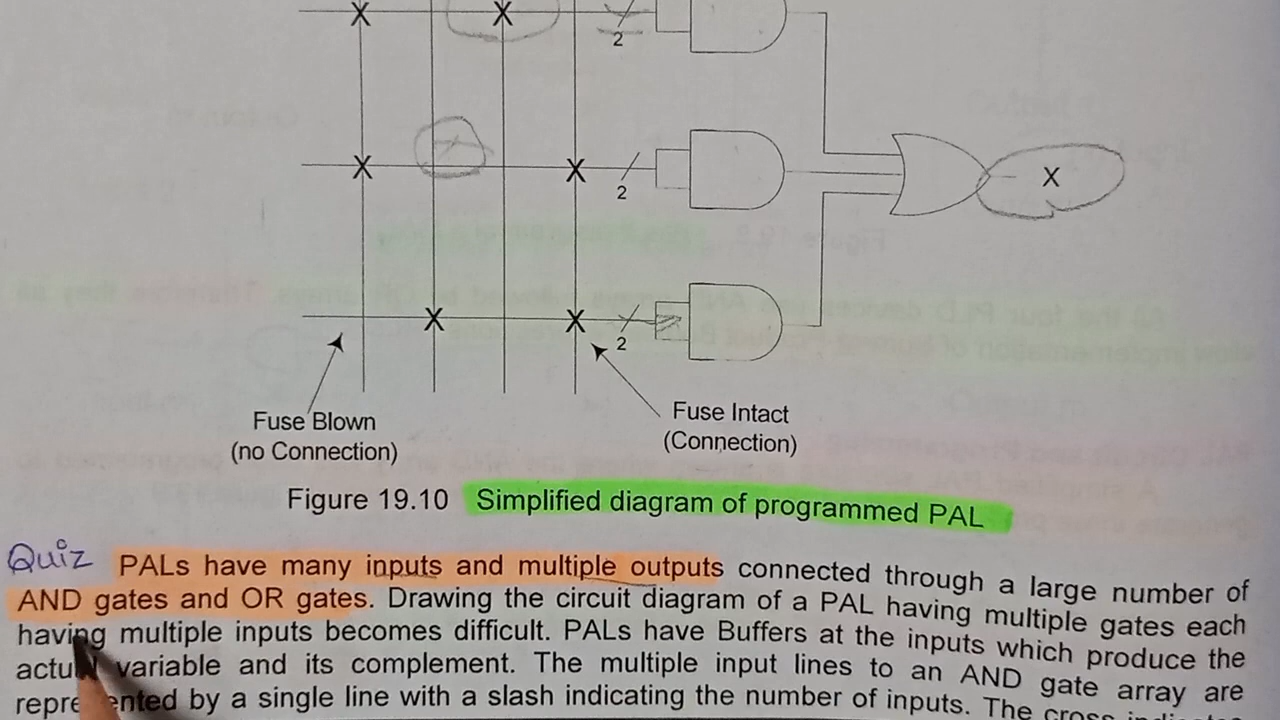 2
X
2
2
Fuse Blown
(no Connection)
Fuse Intact
(Connection)
Figure 19.10 Simplified diagram of programmed PAL
Quiz PALs have many inputs and multiple outputs connected through a large number of
AND gates and OR gates. Drawing the circuit diagram of a PAL having multiple gates each
having multiple inputs becomes difficult. PALs have Buffers at the inputs which produce the
variable and its complement. The multiple input lines to an AND gate array are
by a single line with a slash indicating the number of inputs. The cross